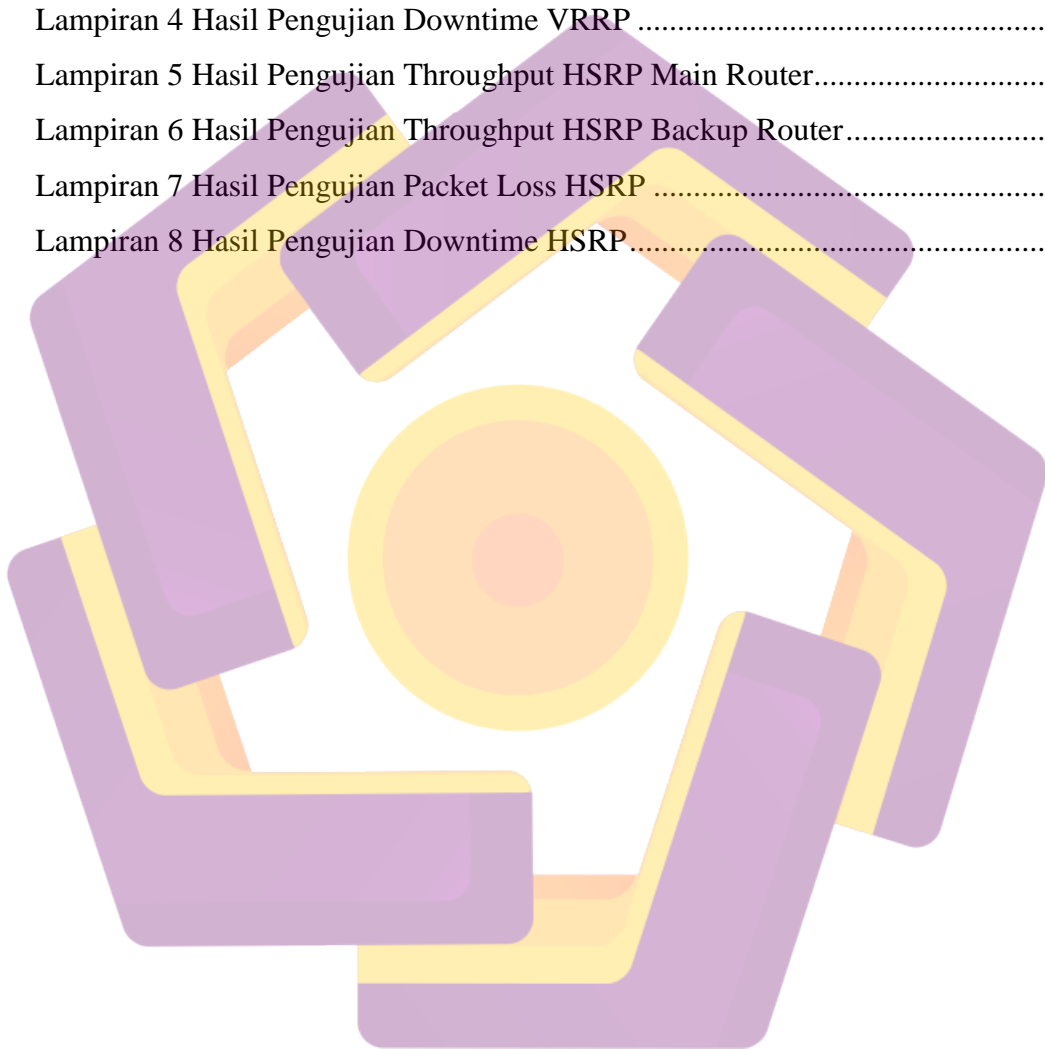 Lampiran 4 Hasil Pengujian Downtime VRRP ..............................................
Lampiran 5 Hasil Pengujian Throughput HSRP Main Router..........................
Lampiran 6 Hasil Pengujian Throughput HSRP Backup Router......................
Lampiran 7 Hasil Pengujian Packet Loss HSRP ............................................
Lampiran 8 Hasil Pengujian Downtime HSRP...............................................